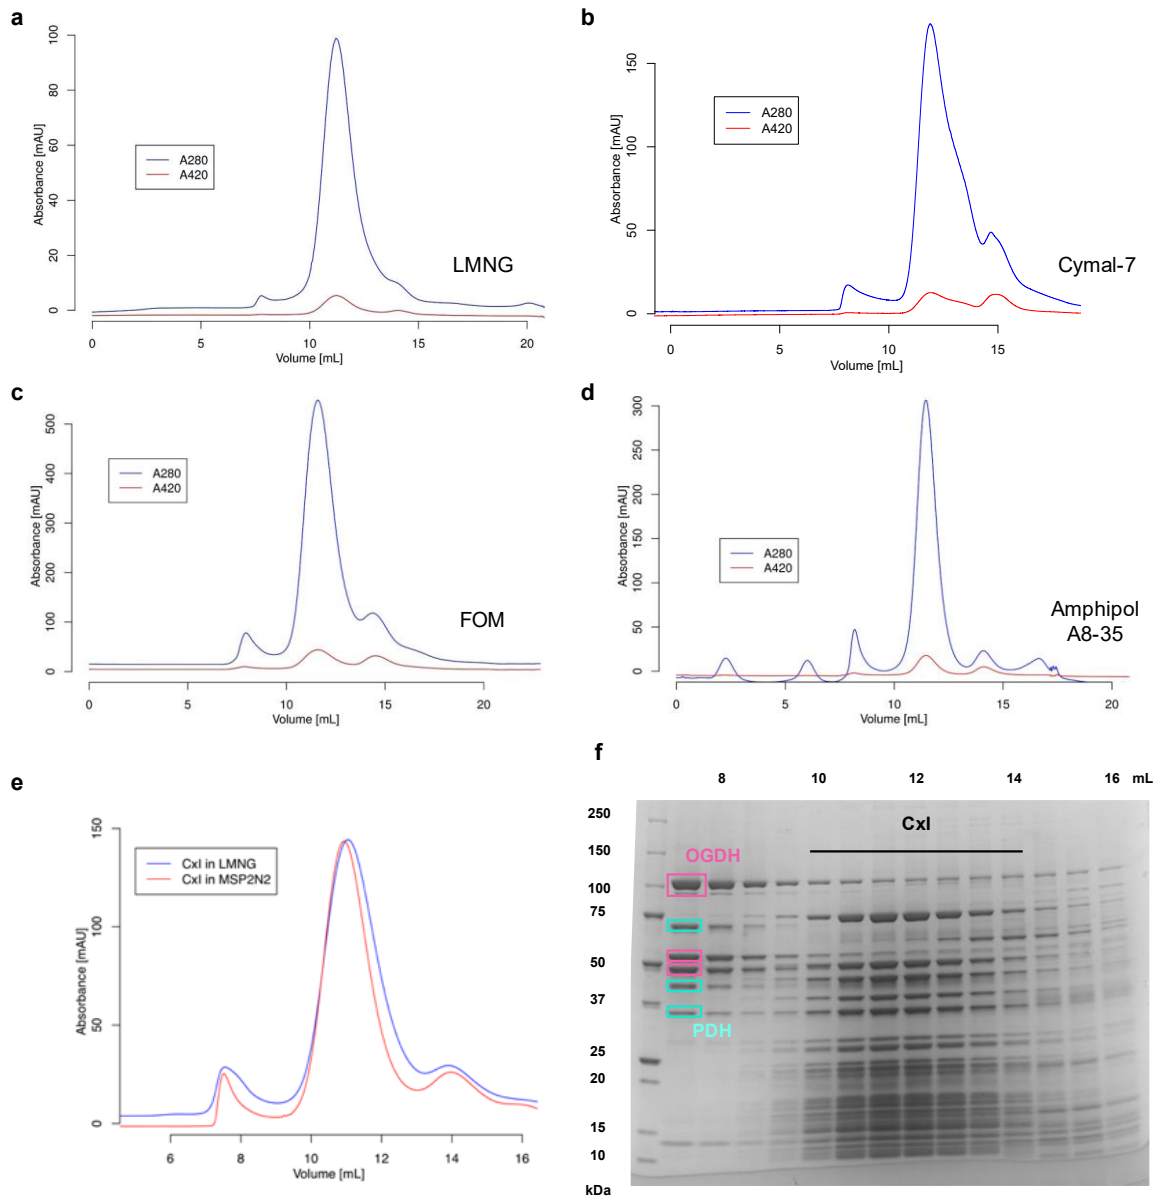 a
100
80
60
40
20
0
Absorbance [mAU]
A280
A420
LMNG
0 5 10 15 20
Volume [mL]
b
150
100
50
0
Absorbance [mAU]
A280
A420
Cymal-7
0 5 10 15
Volume [mL]
c
500
400
300
200
100
0
Absorbance [mAU]
A280
A420
FOM
0 5 10 15 20
Volume [mL]
d
300
250
200
150
100
50
0
Absorbance [mAU]
A280
A420
Amphipol
A8-35
0 5 10 15 20
Volume [mL]
e
150
100
50
0
Absorbance [mAU]
CxI in LMNG
CxI in MSP2N2
6 8 10 12 14 16
Volume [mL]
f
8 10 12 14 16 mL
250
150
100
75
50
37
25
20
15
10
kDa
CxI
OGDH
PDH